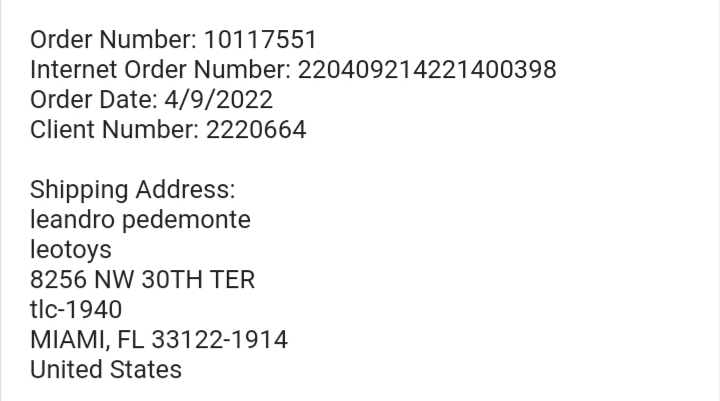 Order Number: 10117551
Internet Order Number: 220409214221400398
Order Date: 4/9/2022
Client Number: 2220664
Shipping Address:
leandro pedemonte
leotoys
8256 NW 30TH TER
tlc-1940
MIAMI, FL 33122-1914
United States